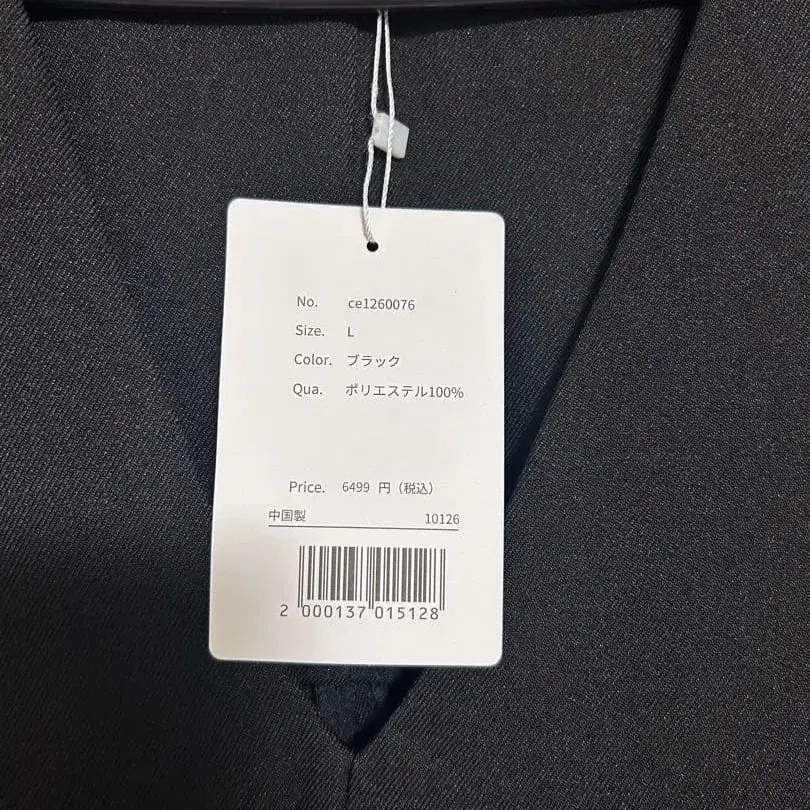 No. ce1260076
Size. L
Color. ブラック
Qua. ポリエステル100%
Price. 6499 円（税込）
中国製 10126
2 000137 015128